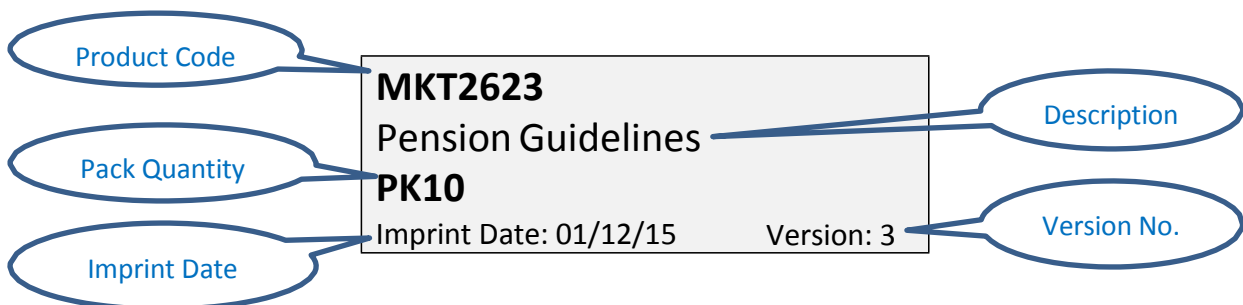 Product Code
MKT2623
Pension Guidelines
Description
Pack Quantity
PK10
Imprint Date: 01/12/15 Version: 3
Version No.
Imprint Date